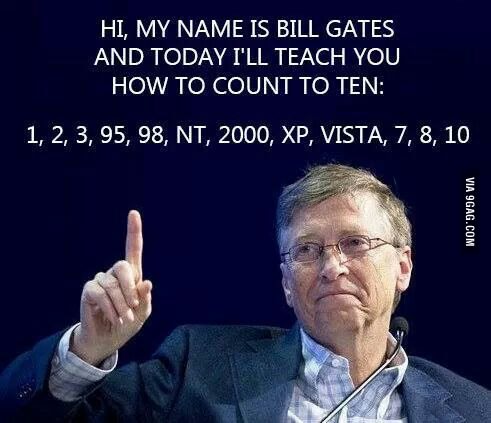 HI, MY NAME IS BILL GATES
AND TODAY I'LL TEACH YOU
HOW TO COUNT TO TEN:
1, 2, 3, 95, 98, NT, 2000, XP, VISTA, 7, 8, 10
VIA 9GAG.COM